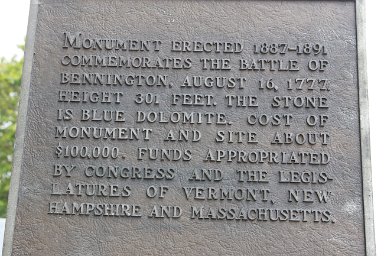 MONUMENT ERECTED 1887-1891
COMMEMORATES THE BATTLE OF
BENNINGTON, AUGUST 16, 1777.
HEIGHT 301 FEET. THE STONE
IS BLUE DOLOMITE. COST OF
MONUMENT AND SITE ABOUT
$100,000. FUNDS APPROPRIATED
BY CONGRESS AND THE LEGIS-
LATURES OF VERMONT, NEW
HAMPSHIRE AND MASSACHUSETTS.